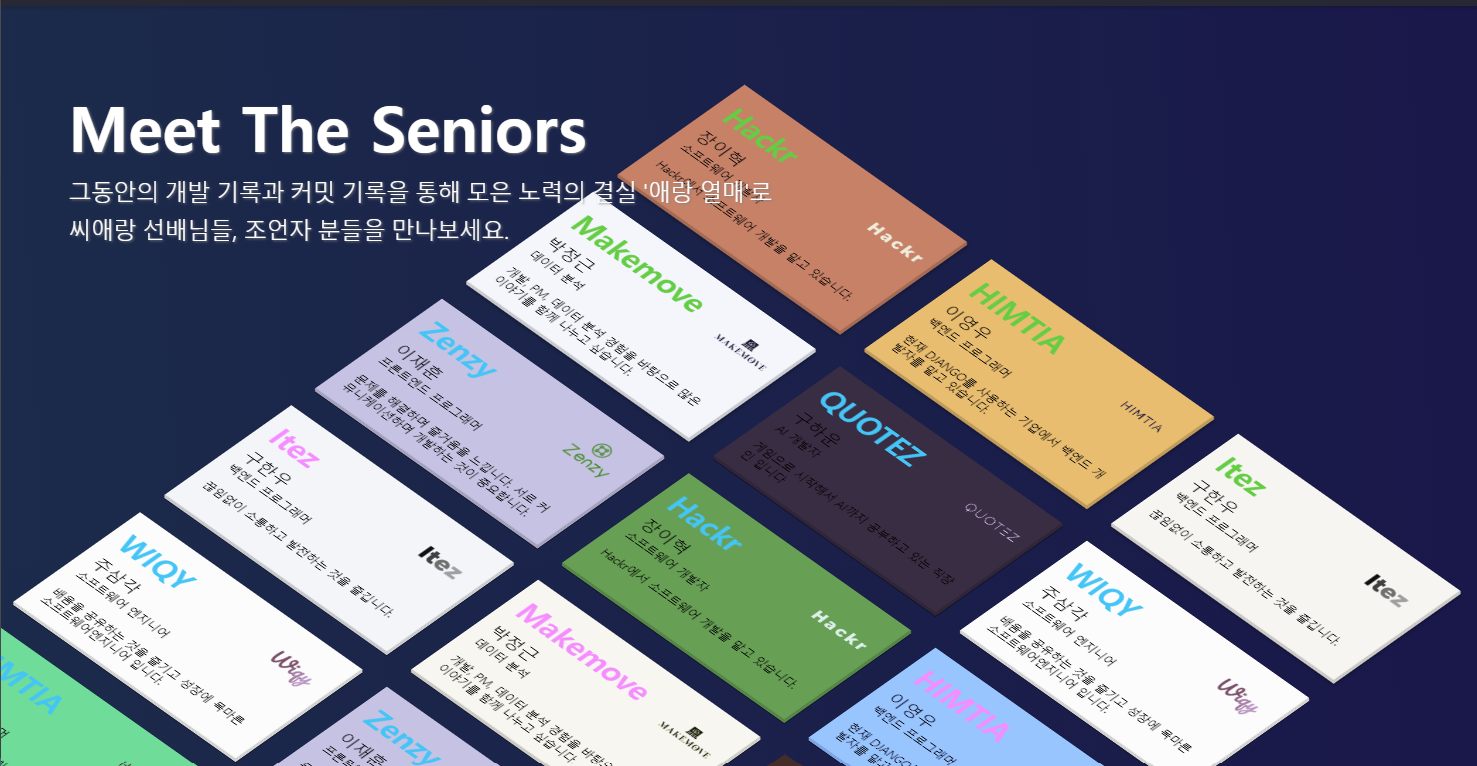 Meet The Seniors
그동안의 개발 기록과 커밋 기록을 통해 모은 노력의 결실 '애랑 열매'로
씨애랑 선배님들, 조언자 분들을 만나보세요.
Hackr
장이혁
소프트웨어 개발자
Hackr에서 소프트웨어 개발을 맡고 있습니다.
Hackr
Makemove
박정근
데이터 분석
개발, PM, 데이터 분석 경험을 바탕으로 많은
이야기를 함께 나누고 싶습니다.
MAKEMOVE
HIMTIA
이영우
백엔드 프로그래머
현재 DJANGO를 사용하는 기업에서 백엔드 개
발자를 맡고 있습니다.
HIMTIA
Zenzy
이재훈
프론트엔드 프로그래머
문제를 해결하며 즐거움을 느낍니다. 서로 커
뮤니케이션하며 개발하는 것이 중요합니다.
Zenzy
QUOTEZ
구하운
AI 개발자
게임으로 시작해서 AI까지 공부하고 있는 직장
인 입니다
QUOTEZ
Itez
구한우
백엔드 프로그래머
끊임없이 소통하고 발전하는 것을 즐깁니다.
Itez
Itez
구한우
백엔드 프로그래머
끊임없이 소통하고 발전하는 것을 즐깁니다.
Itez
Hackr
장이혁
소프트웨어 개발자
Hackr에서 소프트웨어 개발을 맡고 있습니다.
Hackr
WIQY
주삼각
소프트웨어 엔지니어
배움을 공유하는 것을 즐기고 성장에 목마른
소프트웨어엔지니어 입니다.
Wiqy
WIQY
주삼각
소프트웨어 엔지니어
배움을 공유하는 것을 즐기고 성장에 목마른
소프트웨어엔지니어 입니다.
Wiqy
Makemove
박정근
데이터 분석
개발, PM, 데이터 분석 경험을 바탕
이야기를 함께 나누고 싶습니다.
MAKEMOVE
HIMTIA
이영우
백엔드 프로그래머
현재 DJANGO
발자를 맡고
MTIA
Zenzy
이재훈